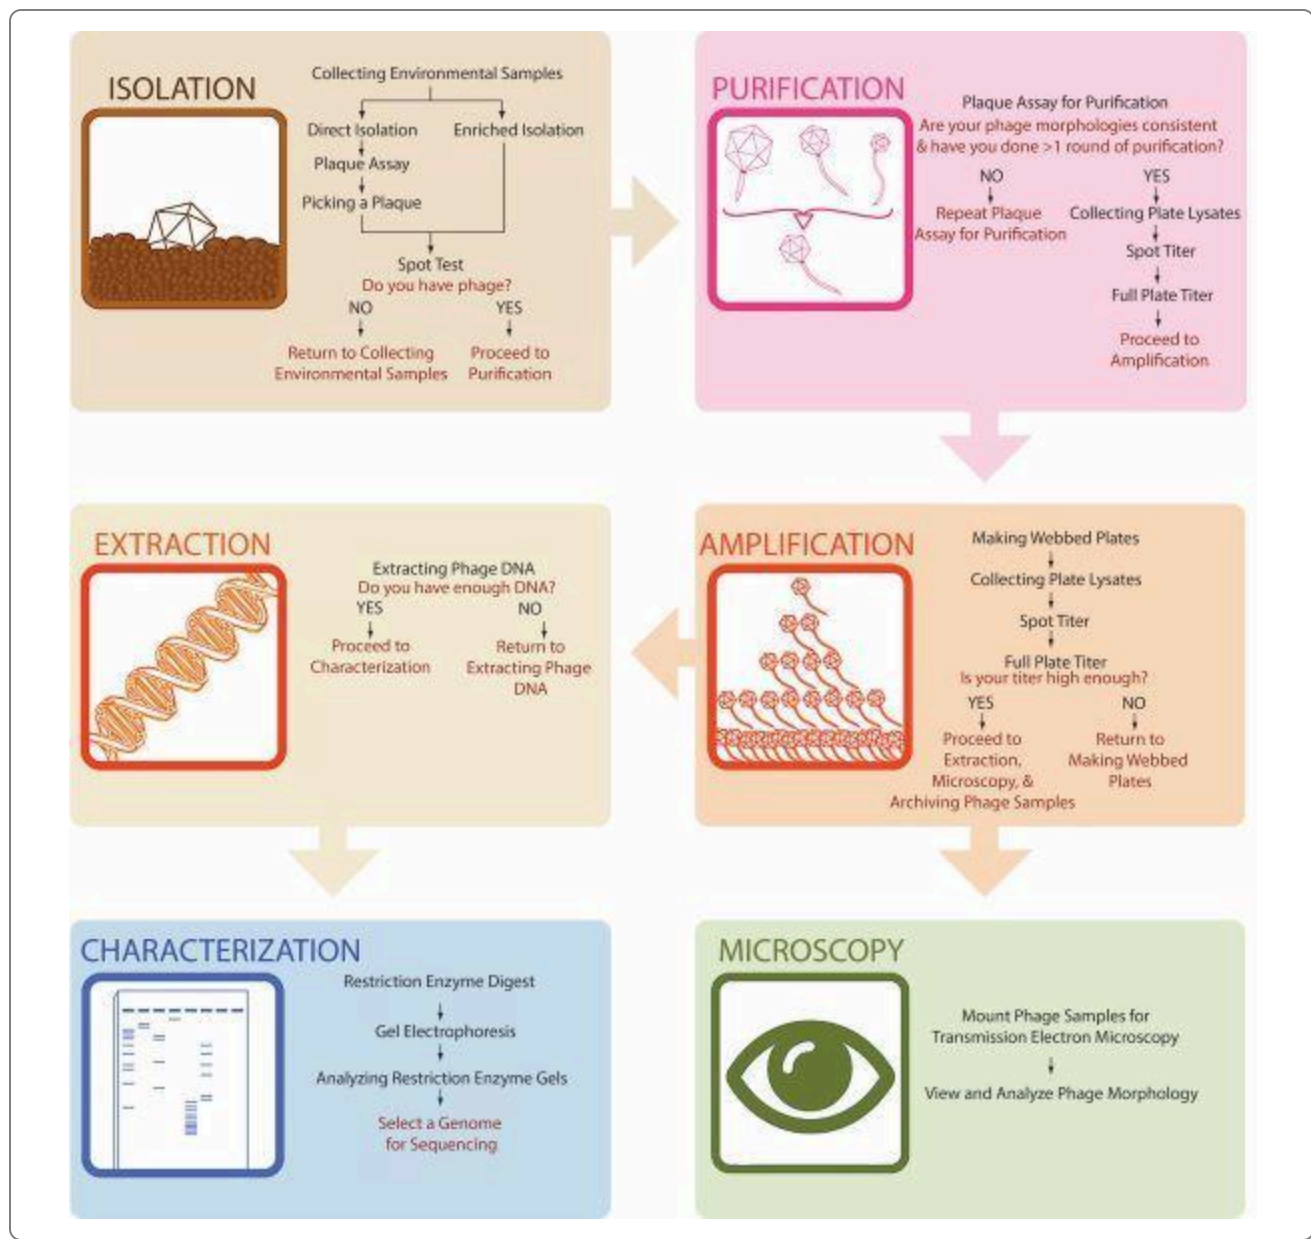 ISOLATION
Collecting Environmental Samples
Direct Isolation
Enriched Isolation
Plaque Assay
Picking a Plaque
Spot Test
Do you have phage?
NO
YES
Return to Collecting
Environmental Samples
Proceed to
Purification
PURIFICATION
Plaque Assay for Purification
Are your phage morphologies consistent
& have you done >1 round of purification?
NO
YES
Repeat Plaque
Assay for Purification
Collecting Plate Lysates
Spot Titer
Full Plate Titer
Proceed to
Amplification
EXTRACTION
Extracting Phage DNA
Do you have enough DNA?
YES
NO
Proceed to
Characterization
Return to
Extracting Phage
DNA
AMPLIFICATION
Making Webbed Plates
Collecting Plate Lysates
Spot Titer
Full Plate Titer
Is your titer high enough?
YES
NO
Proceed to
Extraction,
Microscopy, &
Archiving Phage Samples
Return to
Making Webbed
Plates
CHARACTERIZATION
Restriction Enzyme Digest
Gel Electrophoresis
Analyzing Restriction Enzyme Gels
Select a Genome
for Sequencing
MICROSCOPY
Mount Phage Samples for
Transmission Electron Microscopy
View and Analyze Phage Morphology